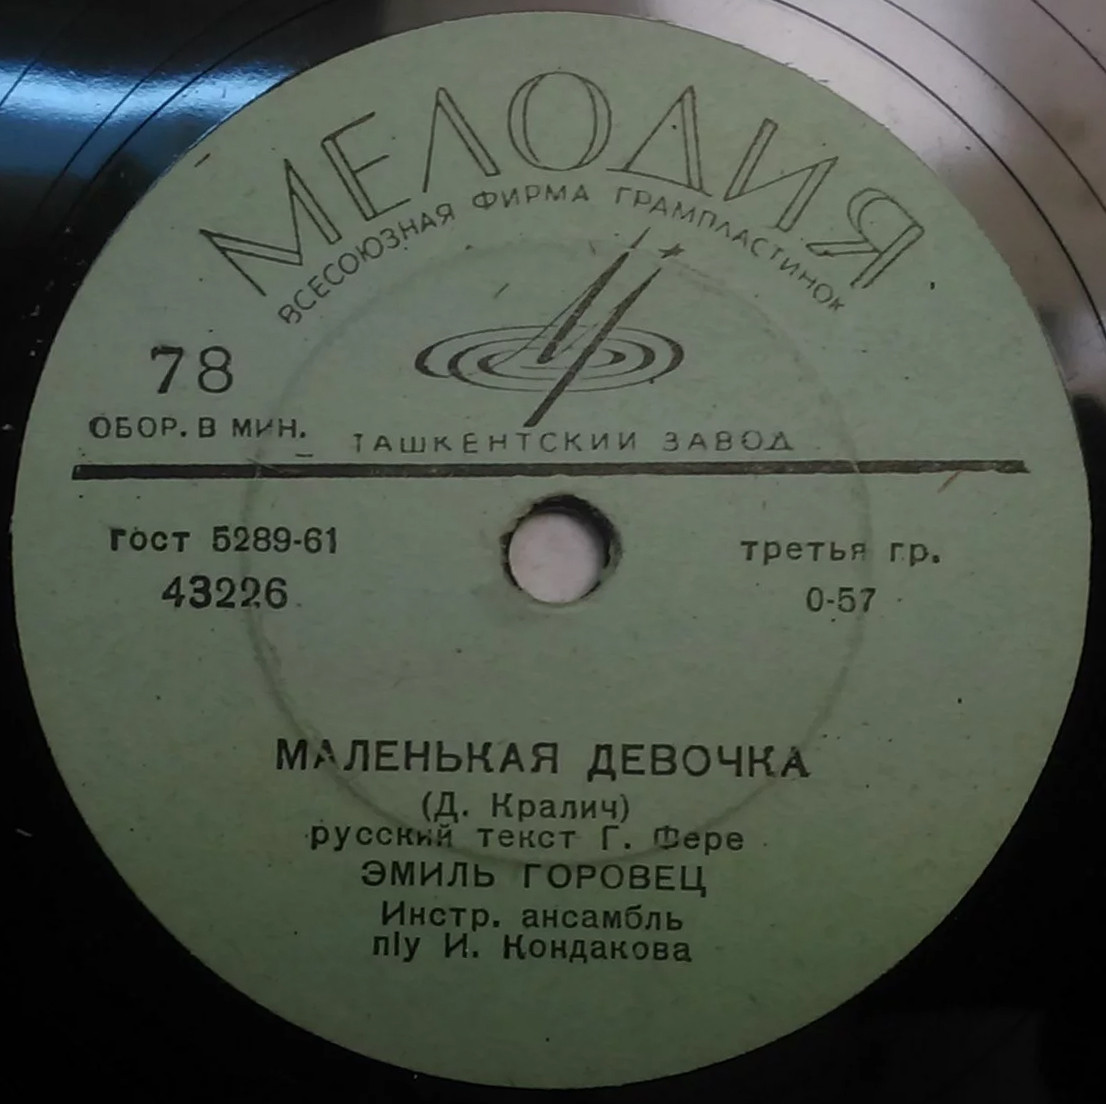 МЕЛОДИЯ
ВСЕСОЮЗНАЯ ФИРМА ГРАМПЛАСТИНОК
78
ОБОР. В МИН.
ТАШКЕНТСКИЙ ЗАВОД
гост 5289-61
третья гр.
43226
0-57
МАЛЕНЬКАЯ ДЕВОЧКА
(Д. Кралич)
русский текст Г. Фере
ЭМИЛЬ ГОРОВЕЦ
Инстр. ансамбль
п/у И. Кондакова